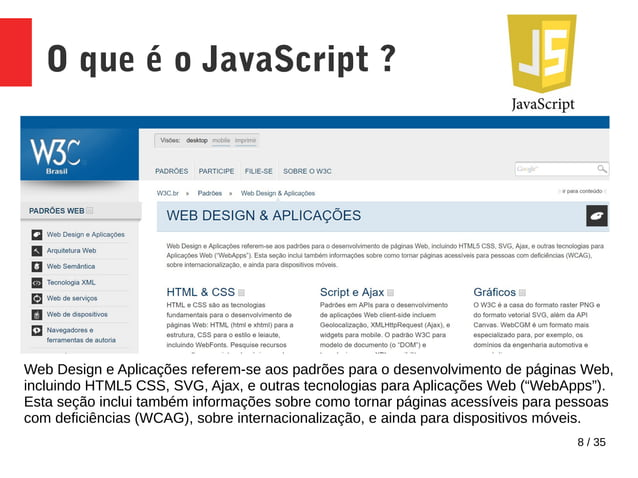 O que é o JavaScript ?
JS
JavaScript
W3C
Brasil
Visões: desktop mobile imprimir
PADRÕES PARTICIPE FILIE-SE SOBRE O W3C
Google
W3C.br » Padrões » Web Design & Aplicações
ir para conteúdo
PADRÕES WEB
Web Design e Aplicações
Arquitetura Web
Web Semântica
Tecnologia XML
Web de serviços
Web de dispositivos
Navegadores e
ferramentas de autoria
WEB DESIGN & APLICAÇÕES
Web Design e Aplicações referem-se aos padrões para o desenvolvimento de páginas Web, incluindo HTML5 CSS, SVG, Ajax, e outras tecnologias para
Aplicações Web ("WebApps"). Esta seção inclui também informações sobre como tornar páginas acessíveis para pessoas com deficiências (WCAG),
sobre internacionalização, e ainda para dispositivos móveis.
HTML & CSS
HTML e CSS são as tecnologias
fundamentais para o desenvolvimento de
páginas Web: HTML (html e xhtml) para a
estrutura, CSS para o estilo e leiaute,
incluindo WebFonts. Pesquise recursos
Script e Ajax
Padrões em APIs para o desenvolvimento
de aplicações Web client-side incluem
Geolocalização, XMLHttpRequest (Ajax), e
widgets para mobile. O padrão W3C para
modelo de documento (o "DOM") e
Gráficos
O W3C é a casa do formato raster PNG e
do formato vetorial SVG, além da API
Canvas. WebCGM é um formato mais
especializado para, por exemplo, os
domínios da engenharia automotiva e
Web Design e Aplicações referem-se aos padrões para o desenvolvimento de páginas Web,
incluindo HTML5 CSS, SVG, Ajax, e outras tecnologias para Aplicações Web (“WebApps”).
Esta seção inclui também informações sobre como tornar páginas acessíveis para pessoas
com deficiências (WCAG), sobre internacionalização, e ainda para dispositivos móveis.
8 / 35